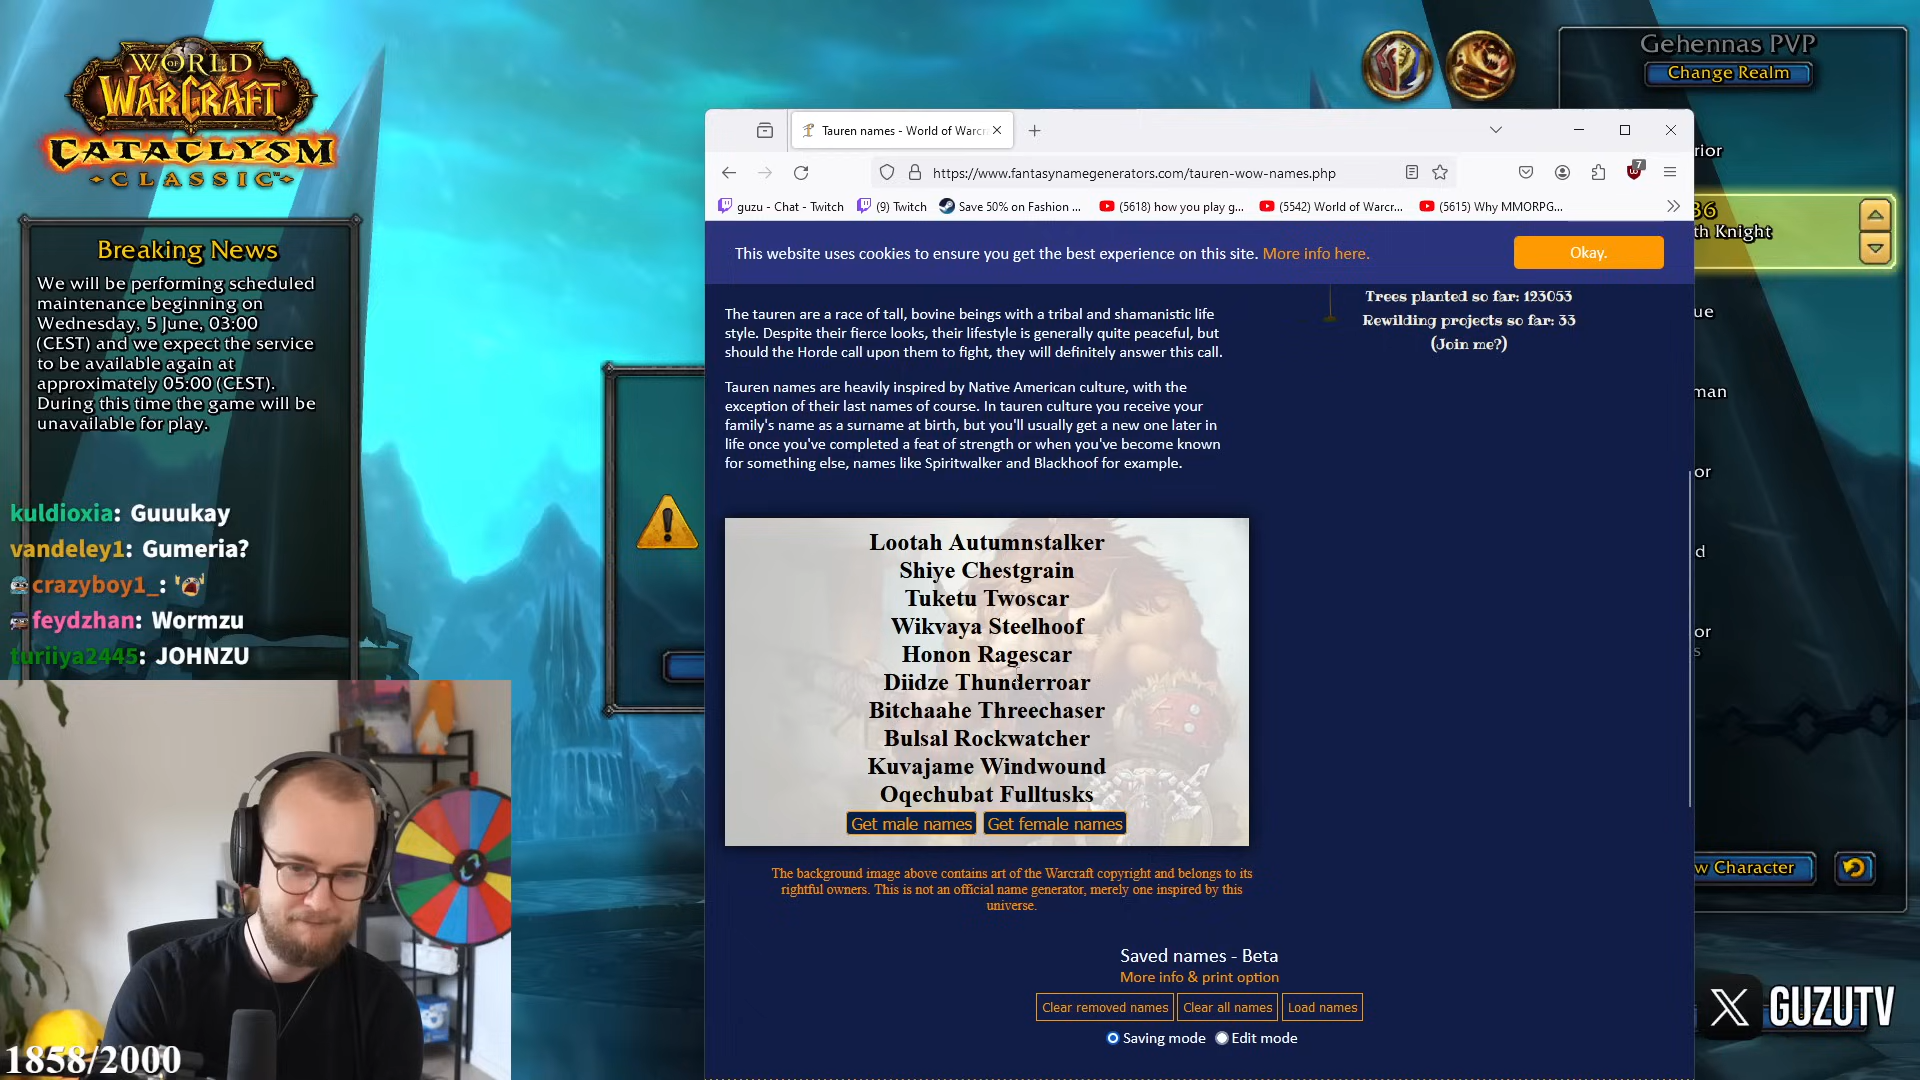 WORLD
OF
WARCRAFT
CATACLYSM
CLASSIC
Breaking News
We will be performing scheduled
maintenance beginning on
Wednesday, 5 June, 03:00
(CEST) and we expect the service
to be available again at
approximately 05:00 (CEST).
During this time the game will be
unavailable for play.
kuldioxia: Guuukay
vandeley1: Gumeria?
crazyboy1_:
feydzhan: Wormzu
turiiya2445: JOHNZU
1858/2000
Gehennas PVP
Change Realm
Tauren names - World of Warcr
https://www.fantasynamegenerators.com/tauren-wow-names.php
7
guzu - Chat - Twitch
(9) Twitch
Save 50% on Fashion ...
(5618) how you play g...
(5542) World of Warcr...
(5615) Why MMORPG...
This website uses cookies to ensure you get the best experience on this site. More info here.
Okay.
The tauren are a race of tall, bovine beings with a tribal and shamanistic life
style. Despite their fierce looks, their lifestyle is generally quite peaceful, but
should the Horde call upon them to fight, they will definitely answer this call.
Tauren names are heavily inspired by Native American culture, with the
exception of their last names of course. In tauren culture you receive your
family's name as a surname at birth, but you'll usually get a new one later in
life once you've completed a feat of strength or when you've become known
for something else, names like Spiritwalker and Blackhoof for example.
Trees planted so far: 123053
Rewilding projects so far: 33
(Join me?)
Lootah Autumnstalker
Shiye Chestgrain
Tuketu Twoscar
Wikvaya Steelhoof
Honon Ragescar
Diidze Thunderroar
Bitchaahe Threechaser
Bulsal Rockwatcher
Kuvajame Windwound
Oqechubat Fulltusks
Get male names
Get female names
The background image above contains art of the Warcraft copyright and belongs to its
rightful owners. This is not an official name generator, merely one inspired by this
universe.
Saved names - Beta
More info & print option
Clear removed names
Clear all names
Load names
Saving mode
Edit mode
rior
36
th Knight
ue
man
or
d
or
s
w Character
X GUZUTV